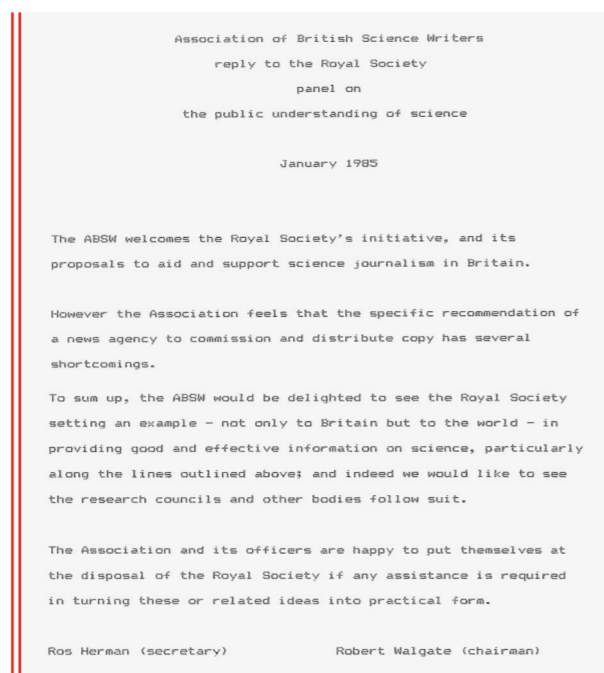 Association of British Science Writers
reply to the Royal Society
panel on
the public understanding of science
January 1985
The ABSW welcomes the Royal Society's initiative, and its
proposals to aid and support science journalism in Britain.
However the Association feels that the specific recommendation of
a news agency to commission and distribute copy has several
shortcomings.
To sum up, the ABSW would be delighted to see the Royal Society
setting an example - not only to Britain but to the world - in
providing good and effective information on science, particularly
along the lines outlined above; and indeed we would like to see
the research councils and other bodies follow suit.
The Association and its officers are happy to put themselves at
the disposal of the Royal Society if any assistance is required
in turning these or related ideas into practical form.
Ros Herman (secretary) Robert Walgate (chairman)